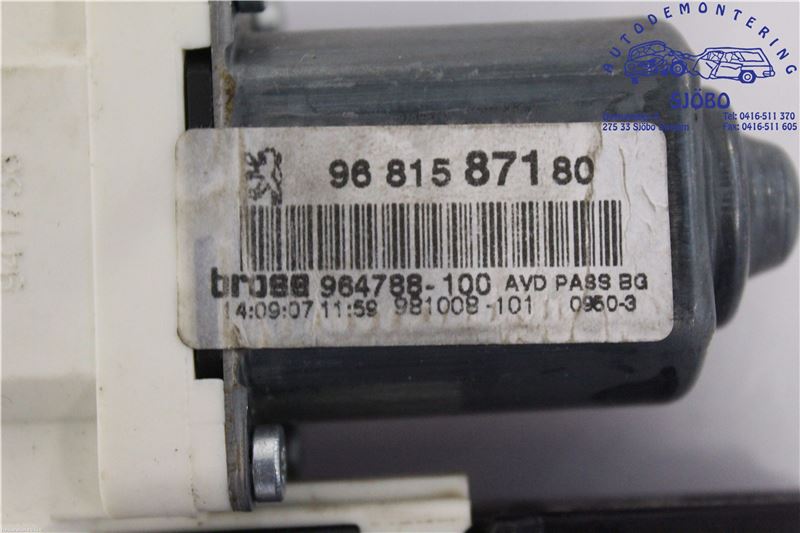 AUTODEMONTERING
SJÖBO
275 33 Sjöbo
Tel: 0416-511 370
Fax: 0416-511 605
96 815 871 80
brose 964788-100 AVD PASS BG
14:09:07 11:59 981008-101 0950-3